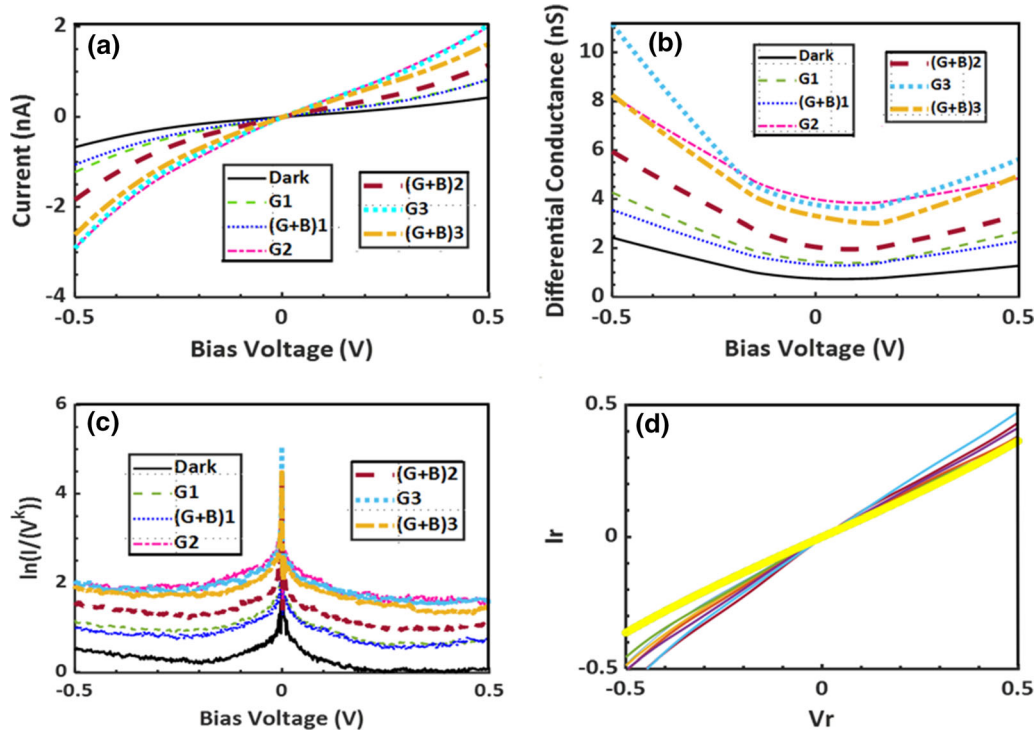 (a)
Current (nA)
2
0
-2
-4
-0.5
0
0.5
Bias Voltage (V)
Dark
G1
(G+B)1
G2
(G+B)2
G3
(G+B)3
(b)
Differential Conductance (nS)
10
8
6
4
2
0
-0.5
0
0.5
Bias Voltage (V)
Dark
G1
(G+B)1
G2
(G+B)2
G3
(G+B)3
(c)
ln(I/(V^k))
6
4
2
0
-0.5
0
0.5
Bias Voltage (V)
Dark
G1
(G+B)1
G2
(G+B)2
G3
(G+B)3
(d)
Ir
0.5
0
-0.5
-0.5
0
0.5
Vr